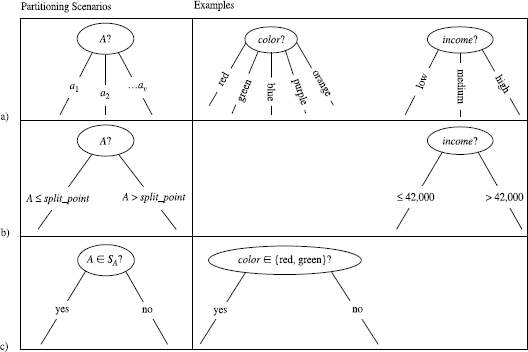 Partitioning Scenarios
Examples
A?
color?
income?
a1
a2
...av
red
green
blue
purple
orange
low
medium
high
a)
A?
income?
A ≤ split_point
A > split_point
≤ 42,000
> 42,000
b)
A ∈ SA?
color ∈ {red, green}?
yes
no
yes
no
c)